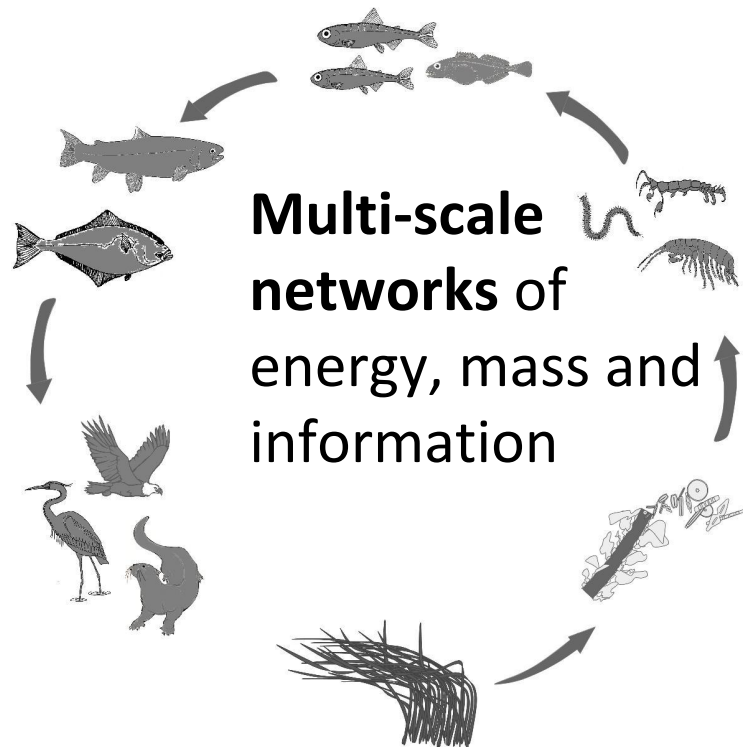 Multi-scale
networks of
energy, mass and
information